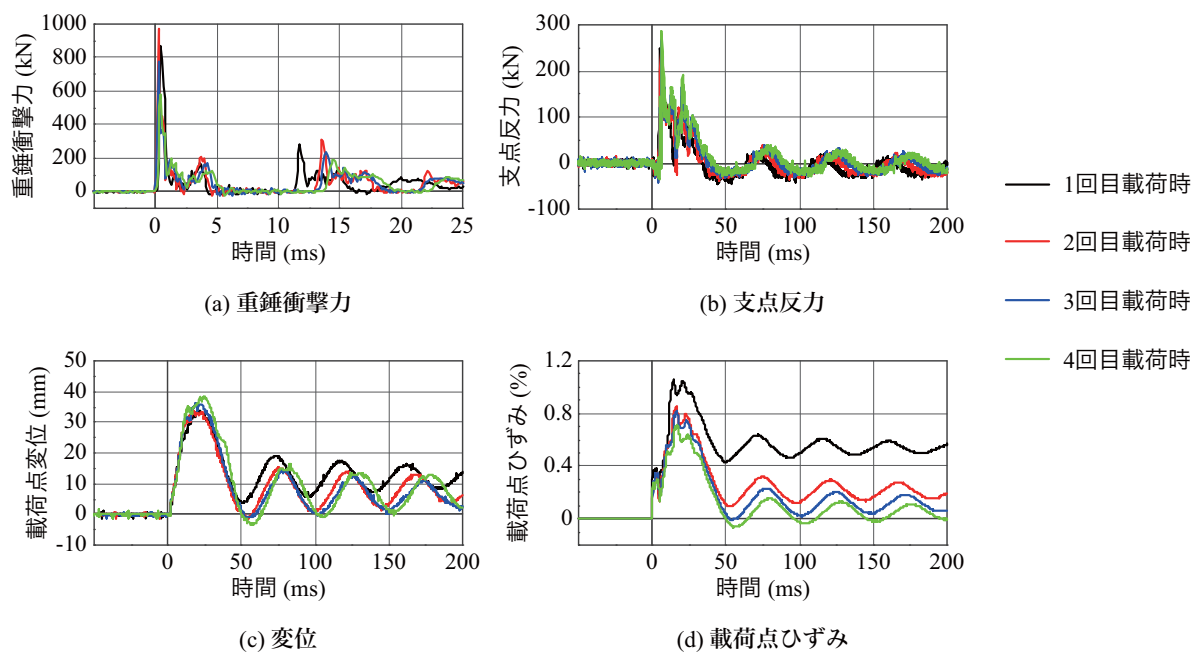 1000
800
600
400
200
0
重錘衝撃力 (kN)
0 5 10 15 20 25
時間 (ms)
(a) 重錘衝撃力
300
200
100
0
-100
支点反力 (kN)
0 50 100 150 200
時間 (ms)
(b) 支点反力
1回目載荷時
2回目載荷時
3回目載荷時
4回目載荷時
50
40
30
20
10
0
-10
載荷点変位 (mm)
0 50 100 150 200
時間 (ms)
(c) 変位
1.2
0.8
0.4
0
載荷点ひずみ (%)
0 50 100 150 200
時間 (ms)
(d) 載荷点ひずみ